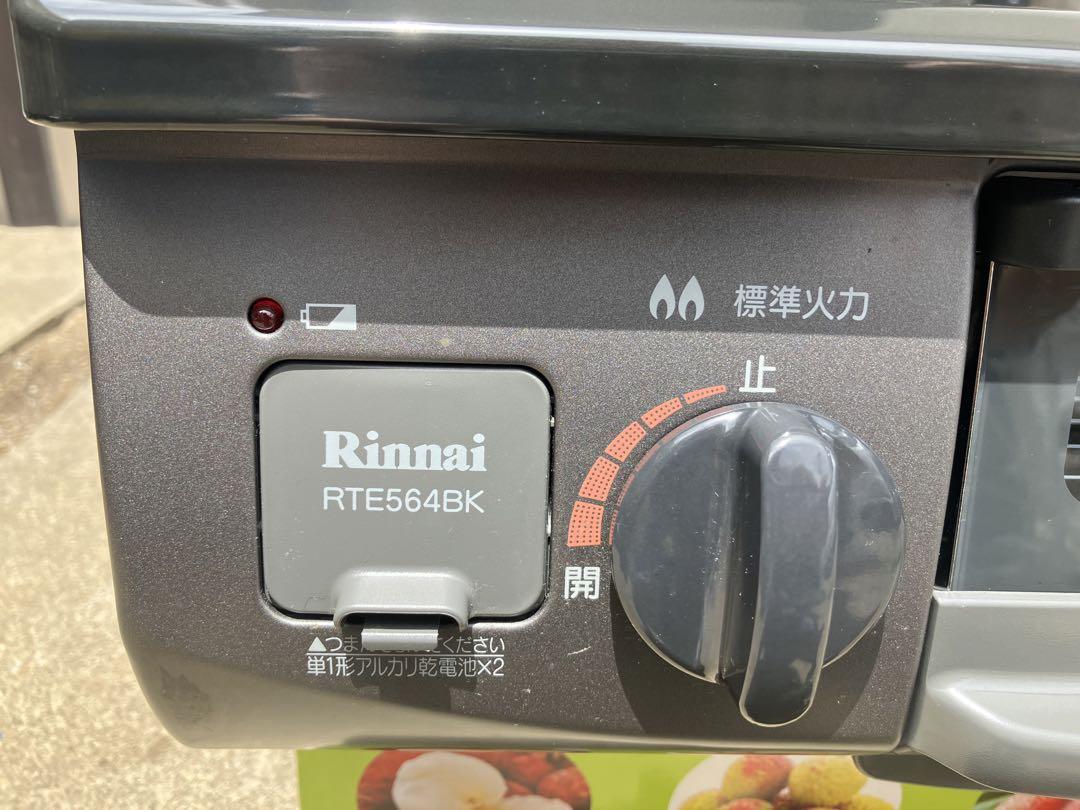 標準火力
止
Rinnai
RTE564BK
開
▲つま ください
単1形アルカリ乾電池×2